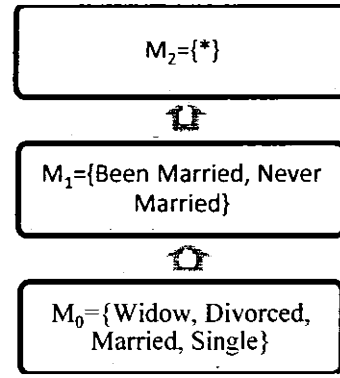 M₂={*}
M₁={Been Married, Never
Married}
M₀={Widow, Divorced,
Married, Single}